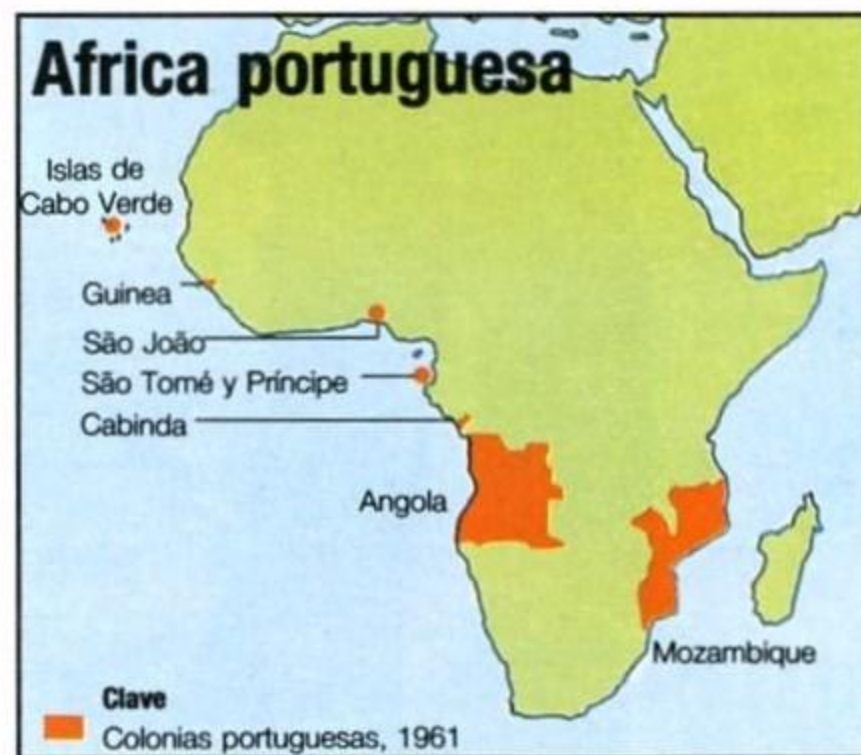 Africa portuguesa
Islas de
Cabo Verde
Guinea
São João
São Tomé y Príncipe
Cabinda
Angola
Mozambique
Clave
Colonias portuguesas, 1961